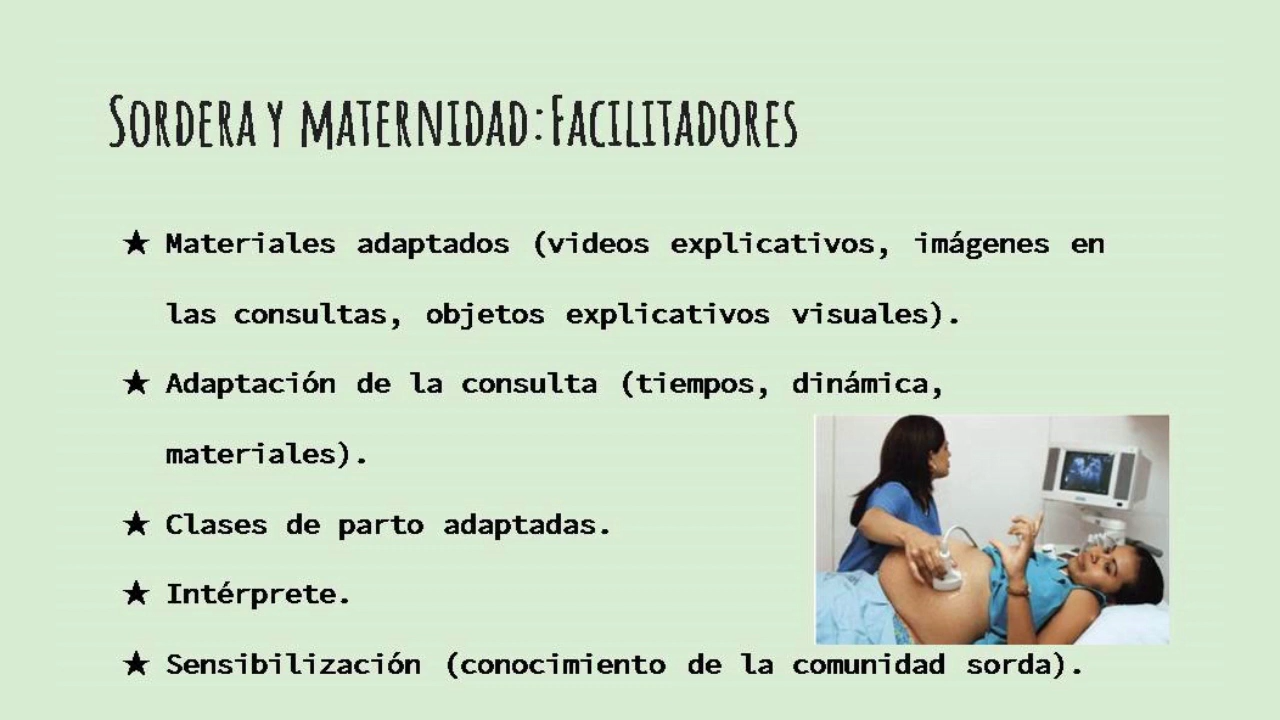 Sordera y maternidad:Facilitadores
★ Materiales adaptados (videos explicativos, imágenes en
las consultas, objetos explicativos visuales).
★ Adaptación de la consulta (tiempos, dinámica,
materiales).
★ Clases de parto adaptadas.
★ Intérprete.
★ Sensibilización (conocimiento de la comunidad sorda).